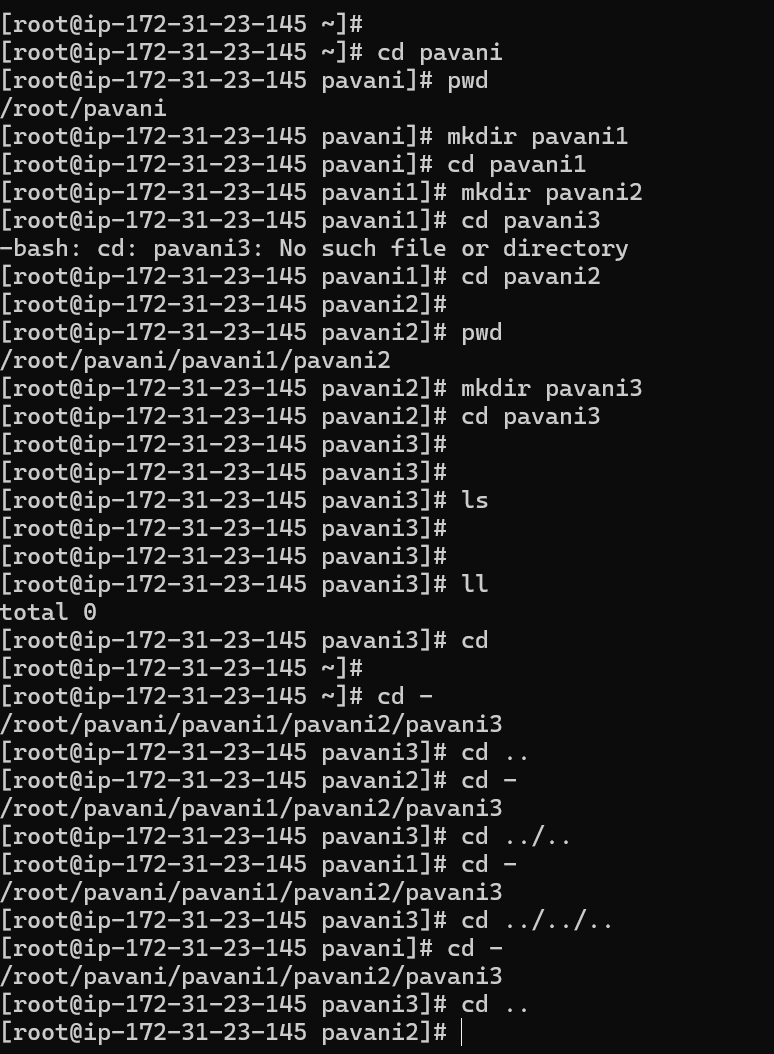 [root@ip-172-31-23-145 ~]#
[root@ip-172-31-23-145 ~]# cd pavani
[root@ip-172-31-23-145 pavani]# pwd
/root/pavani
[root@ip-172-31-23-145 pavani]# mkdir pavani1
[root@ip-172-31-23-145 pavani]# cd pavani1
[root@ip-172-31-23-145 pavani1]# mkdir pavani2
[root@ip-172-31-23-145 pavani1]# cd pavani3
-bash: cd: pavani3: No such file or directory
[root@ip-172-31-23-145 pavani1]# cd pavani2
[root@ip-172-31-23-145 pavani2]#
[root@ip-172-31-23-145 pavani2]# pwd
/root/pavani/pavani1/pavani2
[root@ip-172-31-23-145 pavani2]# mkdir pavani3
[root@ip-172-31-23-145 pavani2]# cd pavani3
[root@ip-172-31-23-145 pavani3]#
[root@ip-172-31-23-145 pavani3]#
[root@ip-172-31-23-145 pavani3]# ls
[root@ip-172-31-23-145 pavani3]#
[root@ip-172-31-23-145 pavani3]#
[root@ip-172-31-23-145 pavani3]# ll
total 0
[root@ip-172-31-23-145 pavani3]# cd
[root@ip-172-31-23-145 ~]#
[root@ip-172-31-23-145 ~]# cd -
/root/pavani/pavani1/pavani2/pavani3
[root@ip-172-31-23-145 pavani3]# cd ..
[root@ip-172-31-23-145 pavani2]# cd -
/root/pavani/pavani1/pavani2/pavani3
[root@ip-172-31-23-145 pavani3]# cd ../..
[root@ip-172-31-23-145 pavani1]# cd -
/root/pavani/pavani1/pavani2/pavani3
[root@ip-172-31-23-145 pavani3]# cd ../../..
[root@ip-172-31-23-145 pavani]# cd -
/root/pavani/pavani1/pavani2/pavani3
[root@ip-172-31-23-145 pavani3]# cd ..
[root@ip-172-31-23-145 pavani2]#